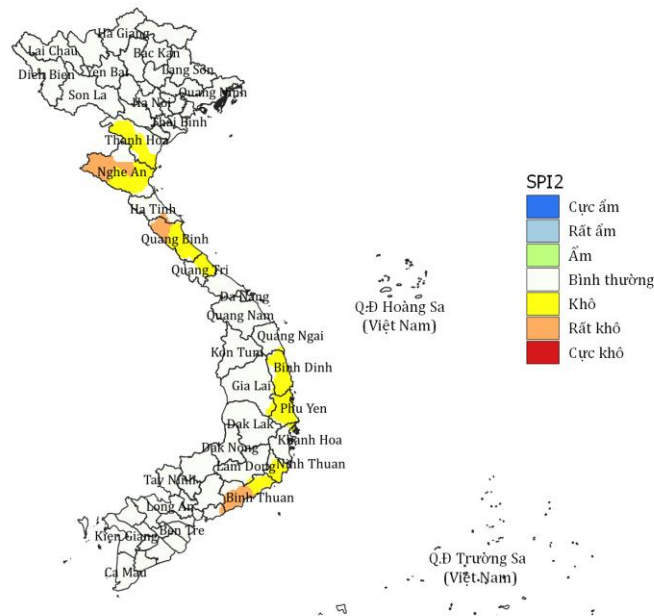 Ha Giang
Lai Chau
Bac Kan
Dien Bien
Yen Bai
Lang Son
Son La
Ha Noi
Quang Ninh
Thai Binh
Thanh Hoa
Nghe An
Ha Tinh
Quang Binh
Quang Tri
Da Nang
Quang Nam
Quang Ngai
Kon Tum
Binh Dinh
Gia Lai
Phu Yen
Dak Lak
Khanh Hoa
Dak Nong
Lam Dong
Ninh Thuan
Tay Ninh
Binh Thuan
Long An
Kien Giang
Ben Tre
Ca Mau
Q.Đ Hoàng Sa
(Việt Nam)
Q.Đ Trường Sa
(Việt Nam)
SPI2
Cực ẩm
Rất ẩm
Ẩm
Bình thường
Khô
Rất khô
Cực khô